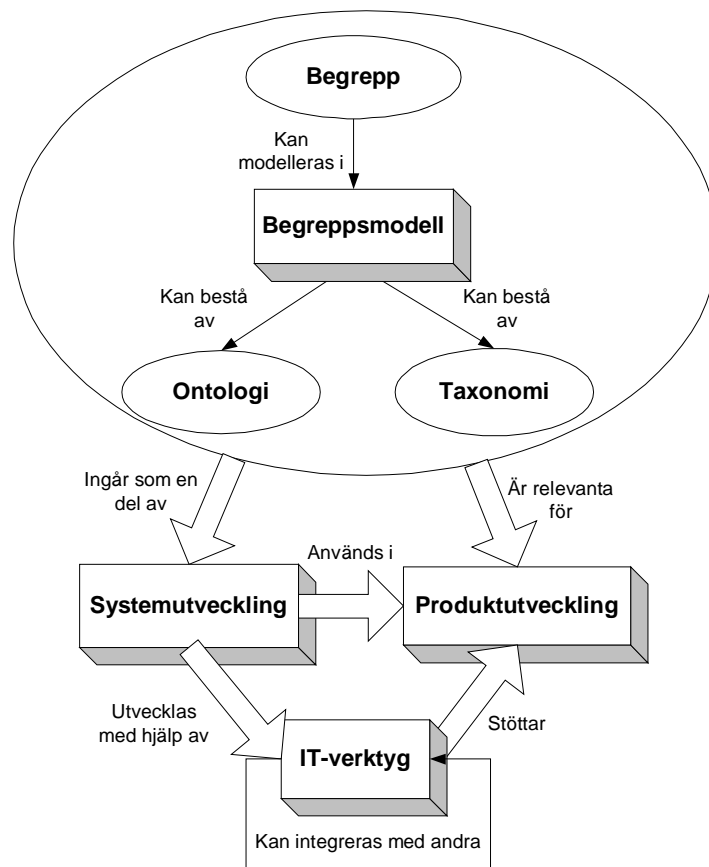 Begrepp
Kan
modelleras i
Begreppsmodell
Kan bestå
av
Kan bestå
av
Ontologi
Taxonomi
Ingår som en
del av
Är relevanta
för
Används i
Systemutveckling
Produktutveckling
Utvecklas
med hjälp av
Stöttar
IT-verktyg
Kan integreras med andra